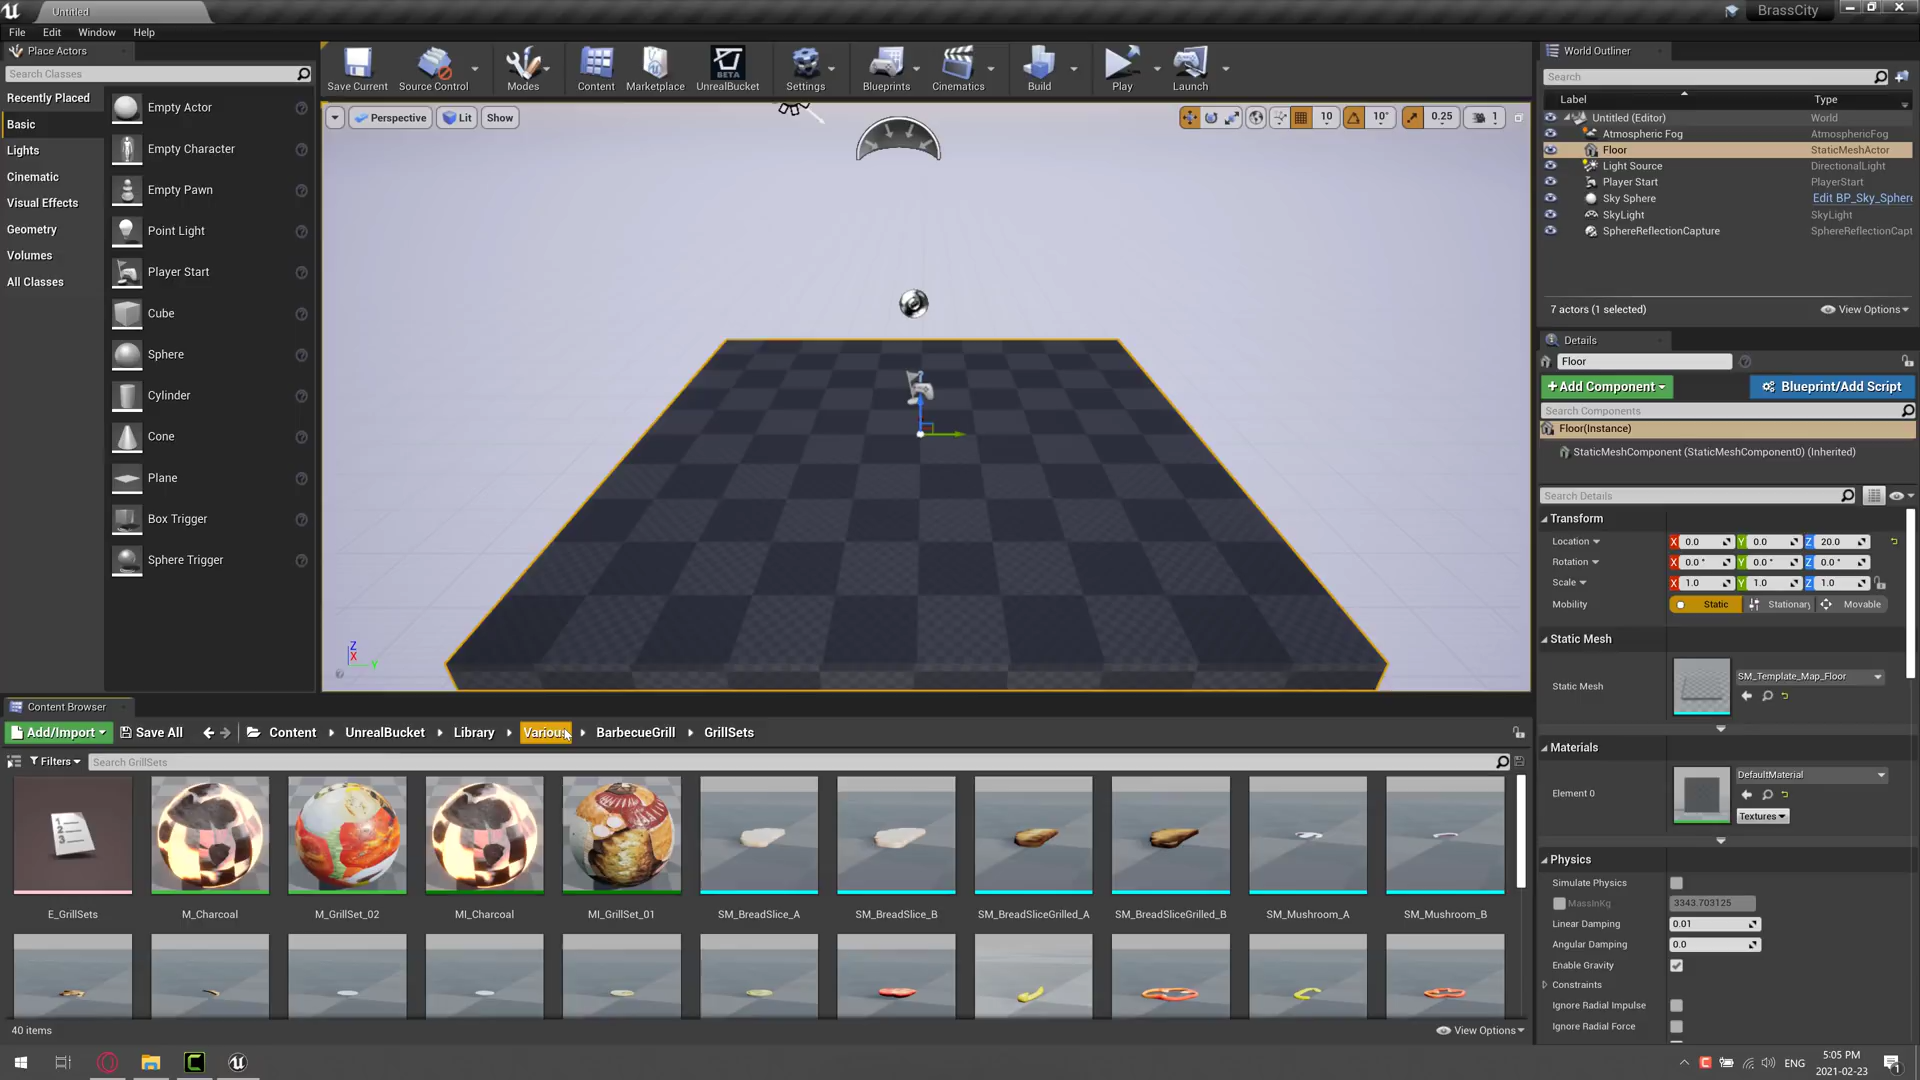 Untitled
BrassCity
File Edit Window Help
Place Actors
Search Classes
Recently Placed
Basic
Lights
Cinematic
Visual Effects
Geometry
Volumes
All Classes
Empty Actor
Empty Character
Empty Pawn
Point Light
Player Start
Cube
Sphere
Cylinder
Cone
Plane
Box Trigger
Sphere Trigger
Save Current
Source Control
Modes
Content
Marketplace
BETA
UnrealBucket
Settings
Blueprints
Cinematics
Build
Play
Launch
Perspective Lit Show
10 10° 0.25 1
Z
X
Y
World Outliner
Search
Label Type
Untitled (Editor) World
Atmospheric Fog AtmosphericFog
Floor StaticMeshActor
Light Source DirectionalLight
Player Start PlayerStart
Sky Sphere Edit BP_Sky_Sphere
SkyLight SkyLight
SphereReflectionCapture SphereReflectionCapt
7 actors (1 selected) View Options
Details
Floor
+Add Component Blueprint/Add Script
Search Components
Floor(Instance)
StaticMeshComponent (StaticMeshComponent0) (Inherited)
Search Details
Transform
Location X 0.0 Y 0.0 Z 20.0
Rotation X 0.0 ° Y 0.0 ° Z 0.0 °
Scale X 1.0 Y 1.0 Z 1.0
Mobility Static Stationary Movable
Static Mesh
Static Mesh SM_Template_Map_Floor
Materials
Element 0 DefaultMaterial
Textures
Physics
Simulate Physics
MassInKg 3343.703125
Linear Damping 0.01
Angular Damping 0.0
Enable Gravity
Constraints
Ignore Radial Impulse
Ignore Radial Force
Content Browser
Add/Import Save All Content UnrealBucket Library Various BarbecueGrill GrillSets
Filters Search GrillSets
E_GrillSets
M_Charcoal
M_GrillSet_02
MI_Charcoal
MI_GrillSet_01
SM_BreadSlice_A
SM_BreadSlice_B
SM_BreadSliceGrilled_A
SM_BreadSliceGrilled_B
SM_Mushroom_A
SM_Mushroom_B
40 items View Options
ENG
5:05 PM
2021-02-23
1